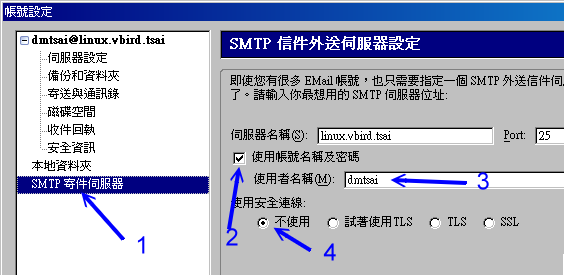 帳號設定
dmtsai@linux.vbird.tsai
伺服器設定
備份和資料夾
寄送與通訊錄
磁碟空間
收件回執
安全資訊
本地資料夾
SMTP 寄件伺服器
SMTP 信件外送伺服器設定
即使您有很多 EMail 帳號，也只需要指定一個 SMTP 外送信件伺服
了。請輸入你最想用的 SMTP 伺服器位址:
伺服器名稱(S): linux.vbird.tsai Port: 25
使用帳號名稱及密碼
使用者名稱(M): dmtsai
使用安全連線:
不使用 試著使用TLS TLS SSL
1
2
3
4